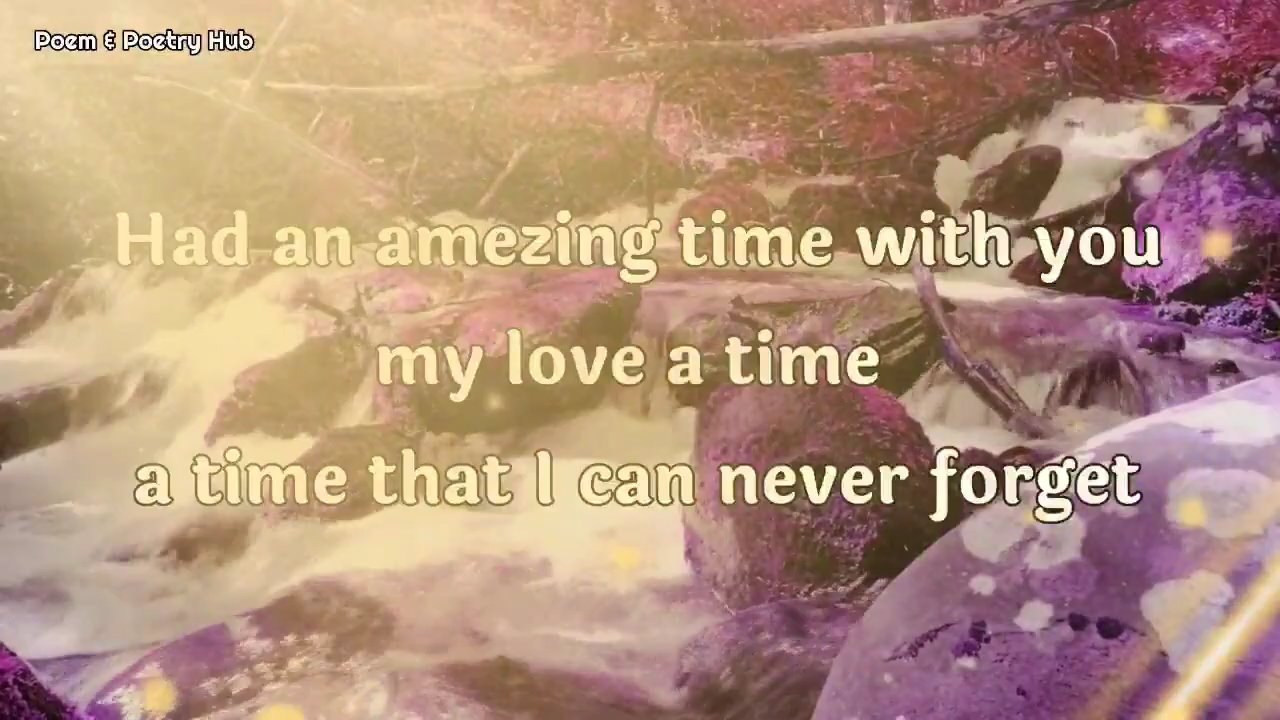 Poem & Poetry Hub
Had an amezing time with you
my love a time
a time that I can never forget